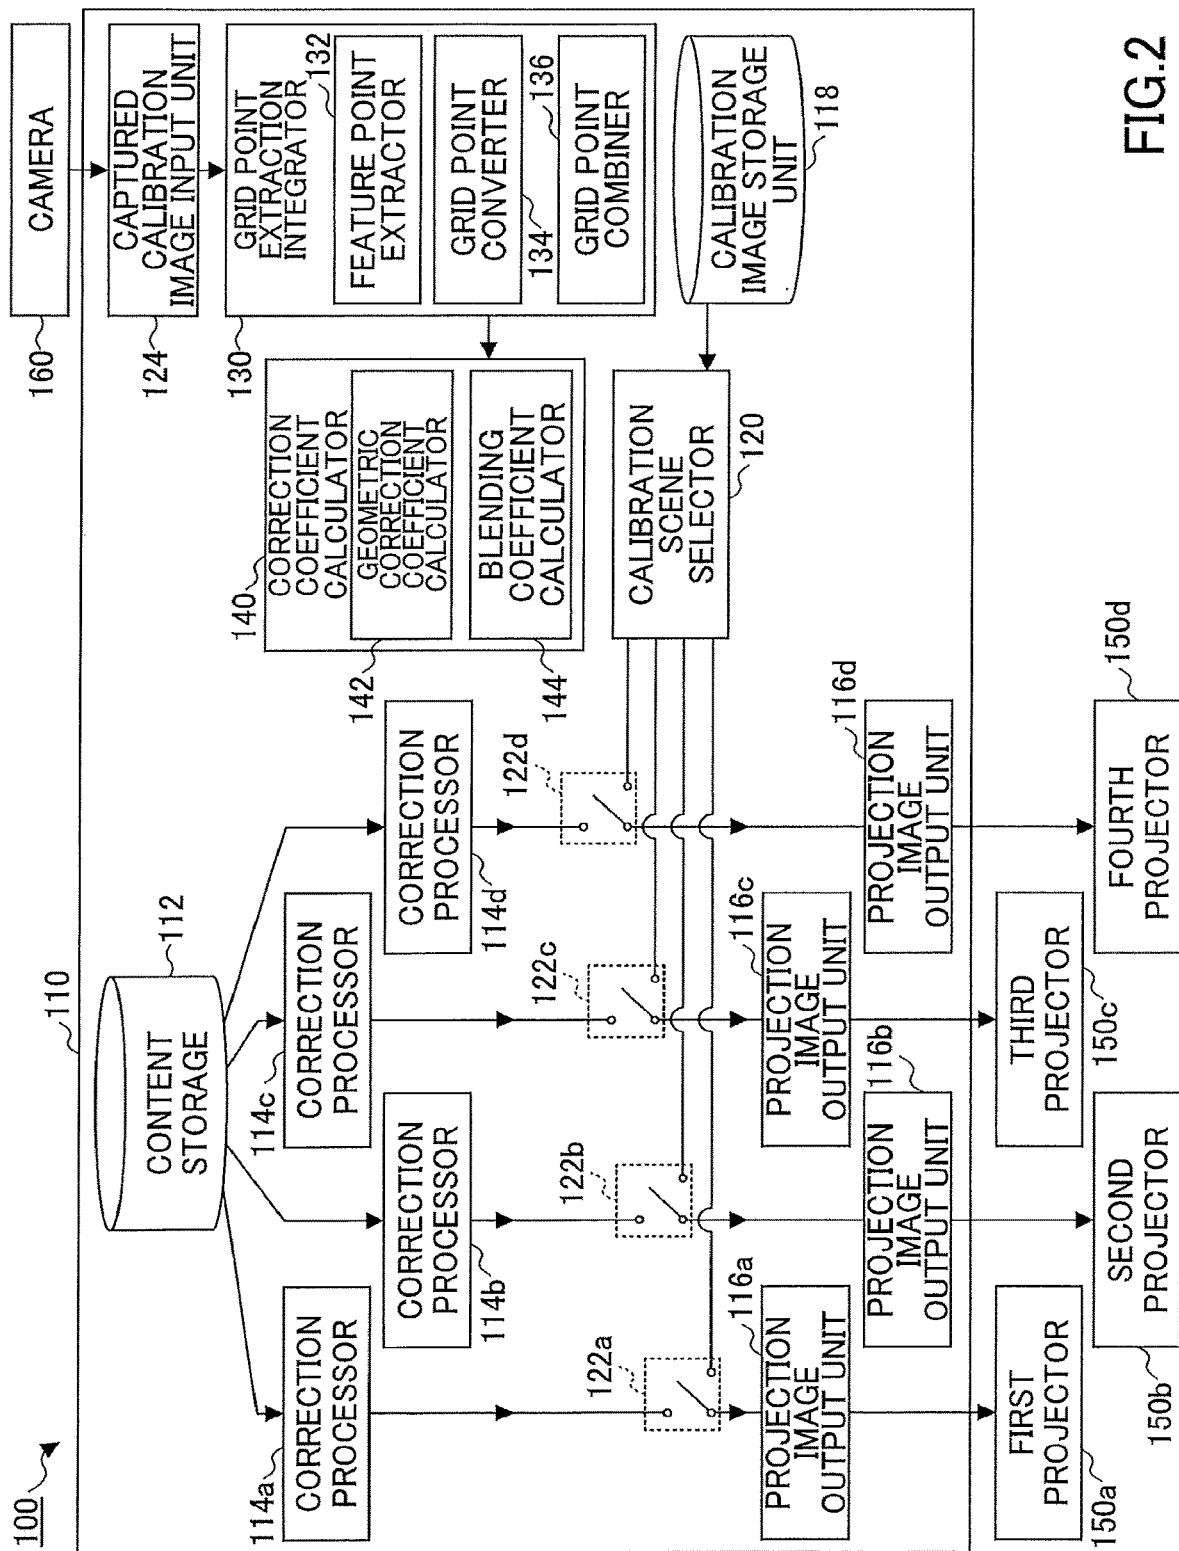 100
110
CONTENT
STORAGE
112
160
CAMERA
114a
CORRECTION
PROCESSOR
114b
CORRECTION
PROCESSOR
114c
CORRECTION
PROCESSOR
114d
CORRECTION
PROCESSOR
124
CAPTURED
CALIBRATION
IMAGE INPUT UNIT
130
GRID POINT
EXTRACTION
INTEGRATOR
132
FEATURE POINT
EXTRACTOR
GRID POINT
CONVERTER
134
136
GRID POINT
COMBINER
140
CORRECTION
COEFFICIENT
CALCULATOR
GEOMETRIC
CORRECTION
COEFFICIENT
CALCULATOR
142
BLENDING
COEFFICIENT
CALCULATOR
144
122a
122b
122c
122d
CALIBRATION
SCENE
SELECTOR
120
CALIBRATION
IMAGE STORAGE
UNIT
118
116a
PROJECTION
IMAGE
OUTPUT UNIT
116b
PROJECTION
IMAGE
OUTPUT UNIT
116c
PROJECTION
IMAGE
OUTPUT UNIT
116d
PROJECTION
IMAGE
OUTPUT UNIT
FIRST
PROJECTOR
150a
SECOND
PROJECTOR
150b
THIRD
PROJECTOR
150c
FOURTH
PROJECTOR
150d
FIG.2